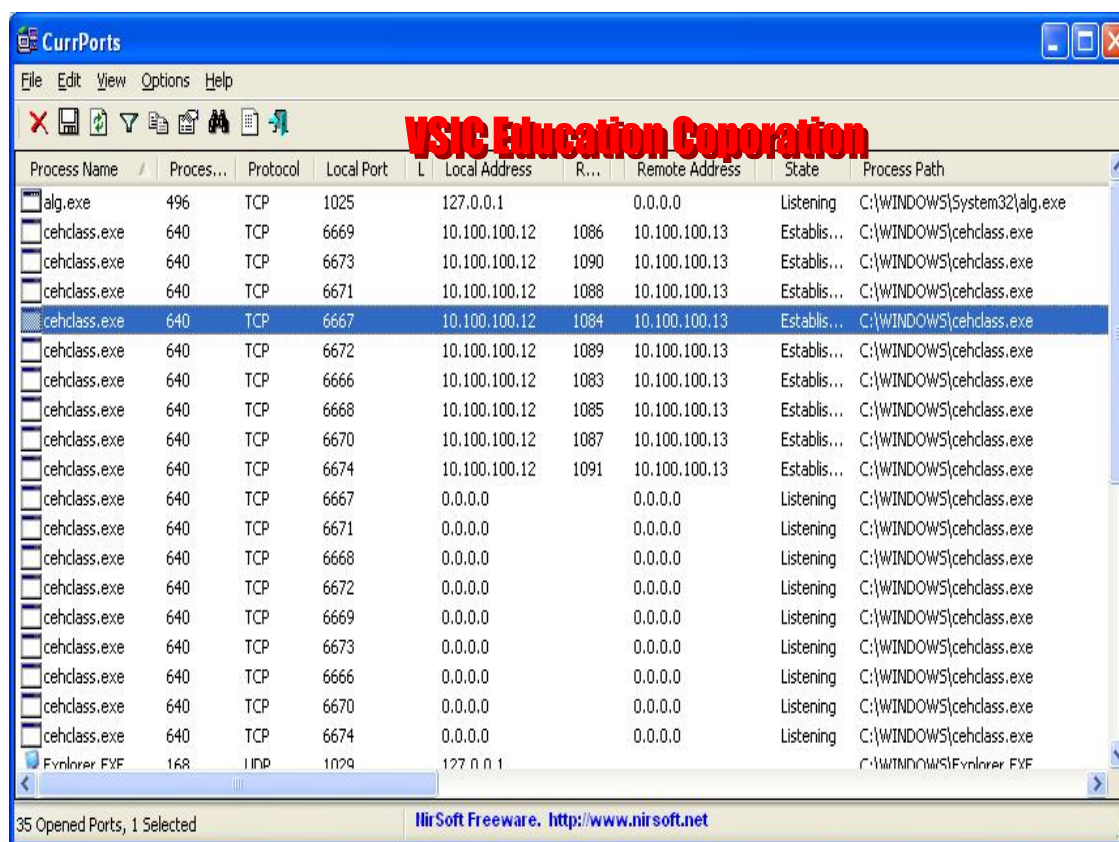 CurrPorts
File Edit View Options Help
VSIC Education Coporation
Process Name / Proces... Protocol Local Port L Local Address R... Remote Address State Process Path
alg.exe 496 TCP 1025 127.0.0.1 0.0.0.0 Listening C:\WINDOWS\System32\alg.exe
cehclass.exe 640 TCP 6669 10.100.100.12 1086 10.100.100.13 Establis... C:\WINDOWS\cehclass.exe
cehclass.exe 640 TCP 6673 10.100.100.12 1090 10.100.100.13 Establis... C:\WINDOWS\cehclass.exe
cehclass.exe 640 TCP 6671 10.100.100.12 1088 10.100.100.13 Establis... C:\WINDOWS\cehclass.exe
cehclass.exe 640 TCP 6667 10.100.100.12 1084 10.100.100.13 Establis... C:\WINDOWS\cehclass.exe
cehclass.exe 640 TCP 6672 10.100.100.12 1089 10.100.100.13 Establis... C:\WINDOWS\cehclass.exe
cehclass.exe 640 TCP 6666 10.100.100.12 1083 10.100.100.13 Establis... C:\WINDOWS\cehclass.exe
cehclass.exe 640 TCP 6668 10.100.100.12 1085 10.100.100.13 Establis... C:\WINDOWS\cehclass.exe
cehclass.exe 640 TCP 6670 10.100.100.12 1087 10.100.100.13 Establis... C:\WINDOWS\cehclass.exe
cehclass.exe 640 TCP 6674 10.100.100.12 1091 10.100.100.13 Establis... C:\WINDOWS\cehclass.exe
cehclass.exe 640 TCP 6667 0.0.0.0 0.0.0.0 Listening C:\WINDOWS\cehclass.exe
cehclass.exe 640 TCP 6671 0.0.0.0 0.0.0.0 Listening C:\WINDOWS\cehclass.exe
cehclass.exe 640 TCP 6668 0.0.0.0 0.0.0.0 Listening C:\WINDOWS\cehclass.exe
cehclass.exe 640 TCP 6672 0.0.0.0 0.0.0.0 Listening C:\WINDOWS\cehclass.exe
cehclass.exe 640 TCP 6669 0.0.0.0 0.0.0.0 Listening C:\WINDOWS\cehclass.exe
cehclass.exe 640 TCP 6673 0.0.0.0 0.0.0.0 Listening C:\WINDOWS\cehclass.exe
cehclass.exe 640 TCP 6666 0.0.0.0 0.0.0.0 Listening C:\WINDOWS\cehclass.exe
cehclass.exe 640 TCP 6670 0.0.0.0 0.0.0.0 Listening C:\WINDOWS\cehclass.exe
cehclass.exe 640 TCP 6674 0.0.0.0 0.0.0.0 Listening C:\WINDOWS\cehclass.exe
Explorer.EXE 168 UDP 1029 127.0.0.1 C:\WINDOWS\Explorer.EXE
35 Opened Ports, 1 Selected NirSoft Freeware. http://www.nirsoft.net